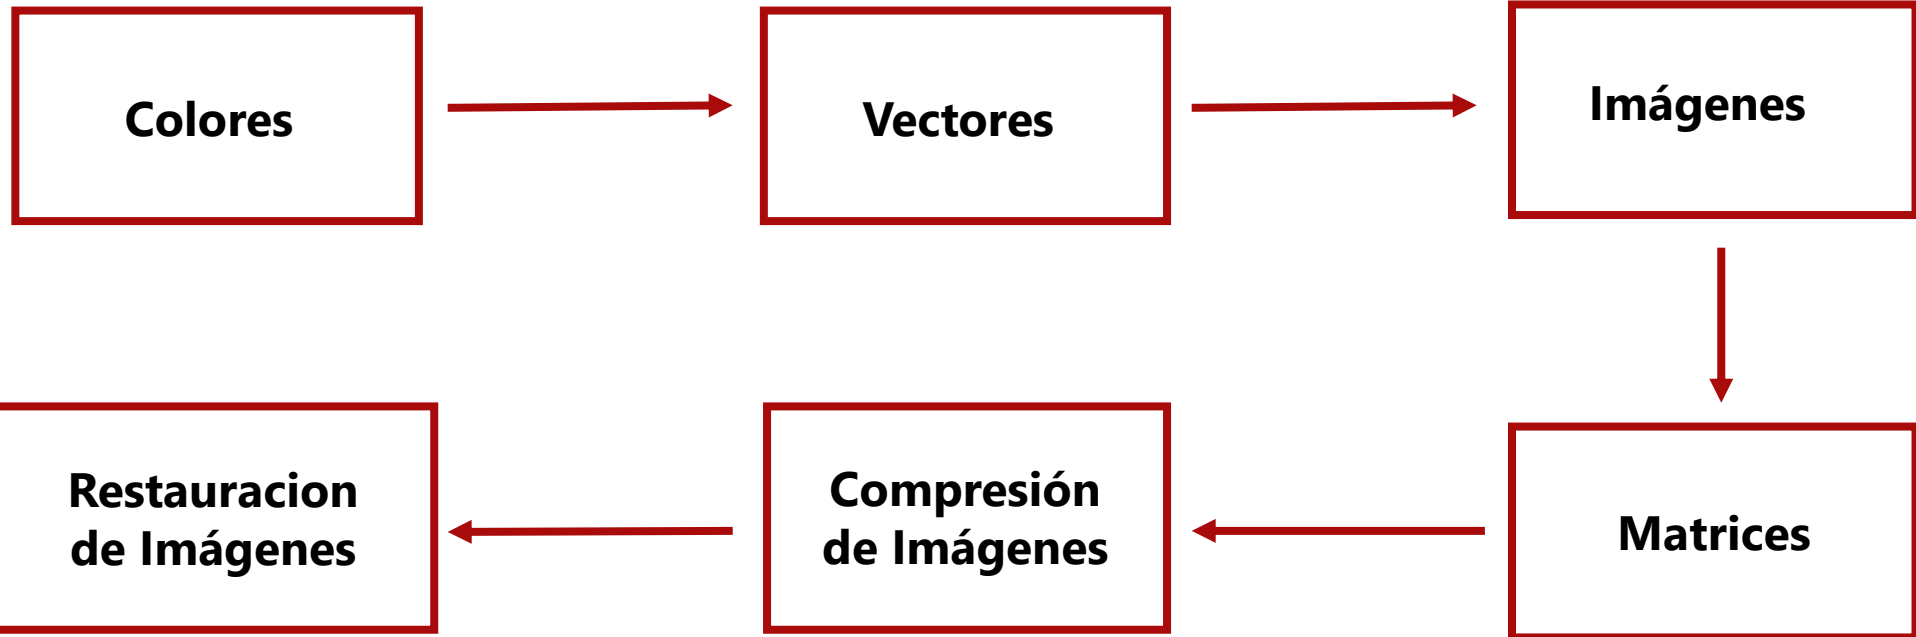 Colores
Vectores
Imágenes
Restauracion
de Imágenes
Compresión
de Imágenes
Matrices